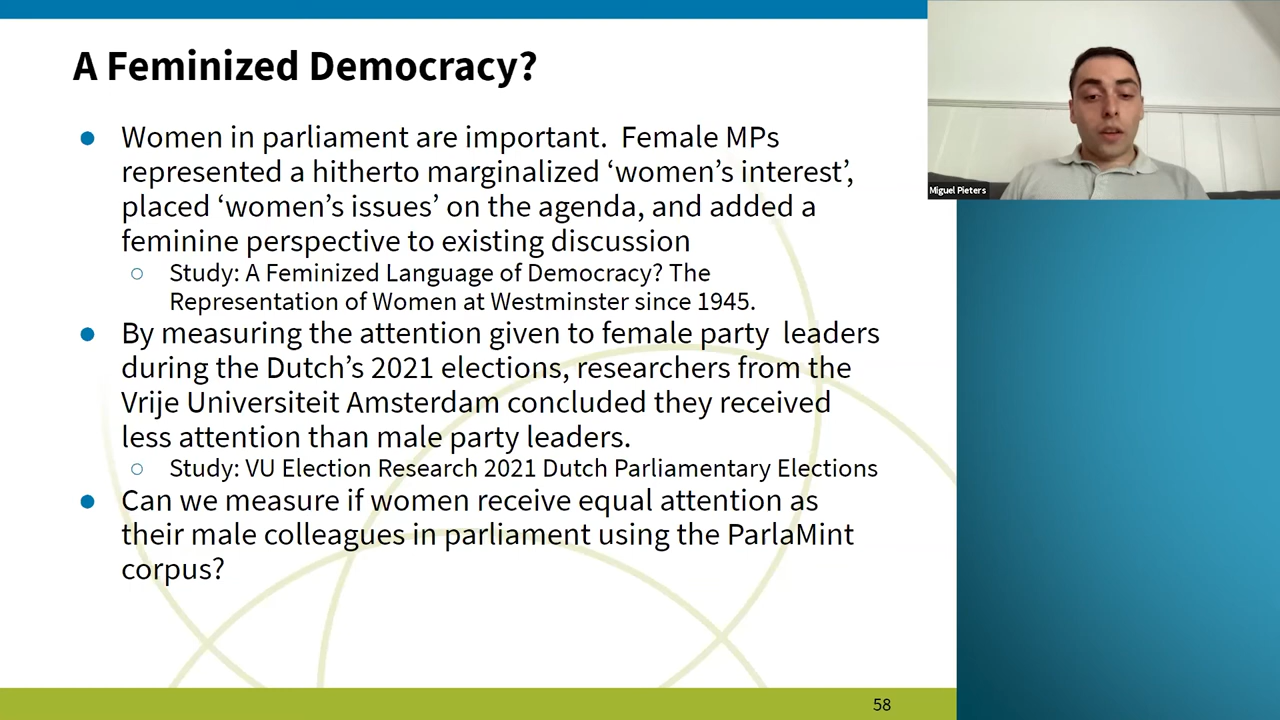 A Feminized Democracy?
Women in parliament are important.  Female MPs
represented a hitherto marginalized ‘women’s interest’,
placed ‘women’s issues’ on the agenda, and added a
feminine perspective to existing discussion
Study: A Feminized Language of Democracy? The
Representation of Women at Westminster since 1945.
By measuring the attention given to female party  leaders
during the Dutch’s 2021 elections, researchers from the
Vrije Universiteit Amsterdam concluded they received
less attention than male party leaders.
Study: VU Election Research 2021 Dutch Parliamentary Elections
Can we measure if women receive equal attention as
their male colleagues in parliament using the ParlaMint
corpus?
58
Miguel Pieters